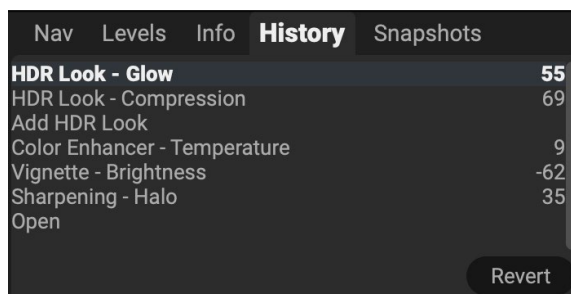 Nav Levels Info History Snapshots
HDR Look - Glow 55
HDR Look - Compression 69
Add HDR Look
Color Enhancer - Temperature 9
Vignette - Brightness -62
Sharpening - Halo 35
Open
Revert